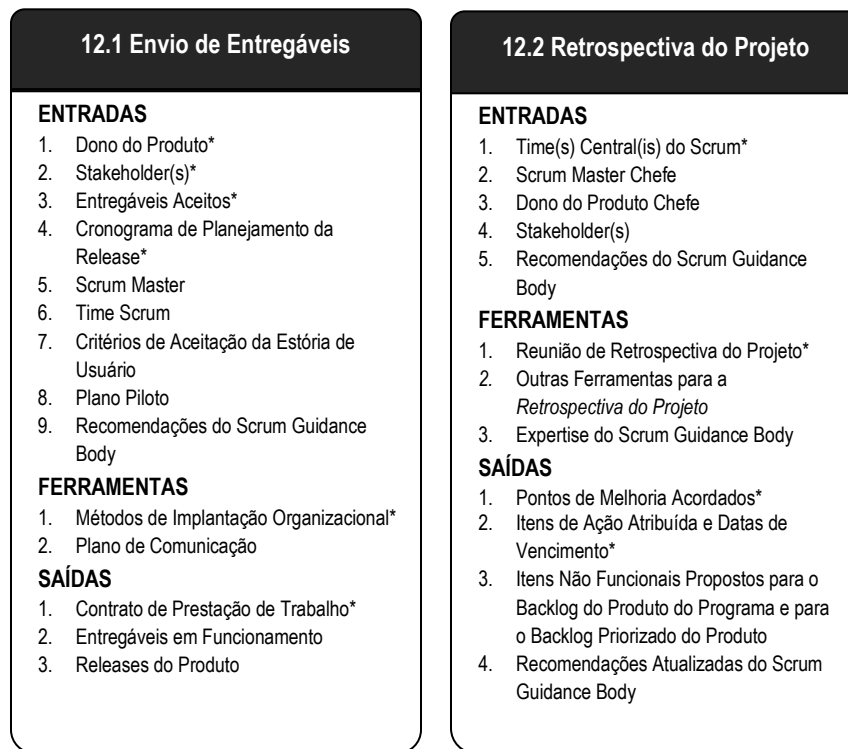 12.1 Envio de Entregáveis
ENTRADAS
1. Dono do Produto*
2. Stakeholder(s)*
3. Entregáveis Aceitos*
4. Cronograma de Planejamento da
Release*
5. Scrum Master
6. Time Scrum
7. Critérios de Aceitação da Estória de
Usuário
8. Plano Piloto
9. Recomendações do Scrum Guidance
Body
FERRAMENTAS
1. Métodos de Implantação Organizacional*
2. Plano de Comunicação
SAÍDAS
1. Contrato de Prestação de Trabalho*
2. Entregáveis em Funcionamento
3. Releases do Produto
12.2 Retrospectiva do Projeto
ENTRADAS
1. Time(s) Central(is) do Scrum*
2. Scrum Master Chefe
3. Dono do Produto Chefe
4. Stakeholder(s)
5. Recomendações do Scrum Guidance
Body
FERRAMENTAS
1. Reunião de Retrospectiva do Projeto*
2. Outras Ferramentas para a
Retrospectiva do Projeto
3. Expertise do Scrum Guidance Body
SAÍDAS
1. Pontos de Melhoria Acordados*
2. Itens de Ação Atribuída e Datas de
Vencimento*
3. Itens Não Funcionais Propostos para o
Backlog do Produto do Programa e para
o Backlog Priorizado do Produto
4. Recomendações Atualizadas do Scrum
Guidance Body